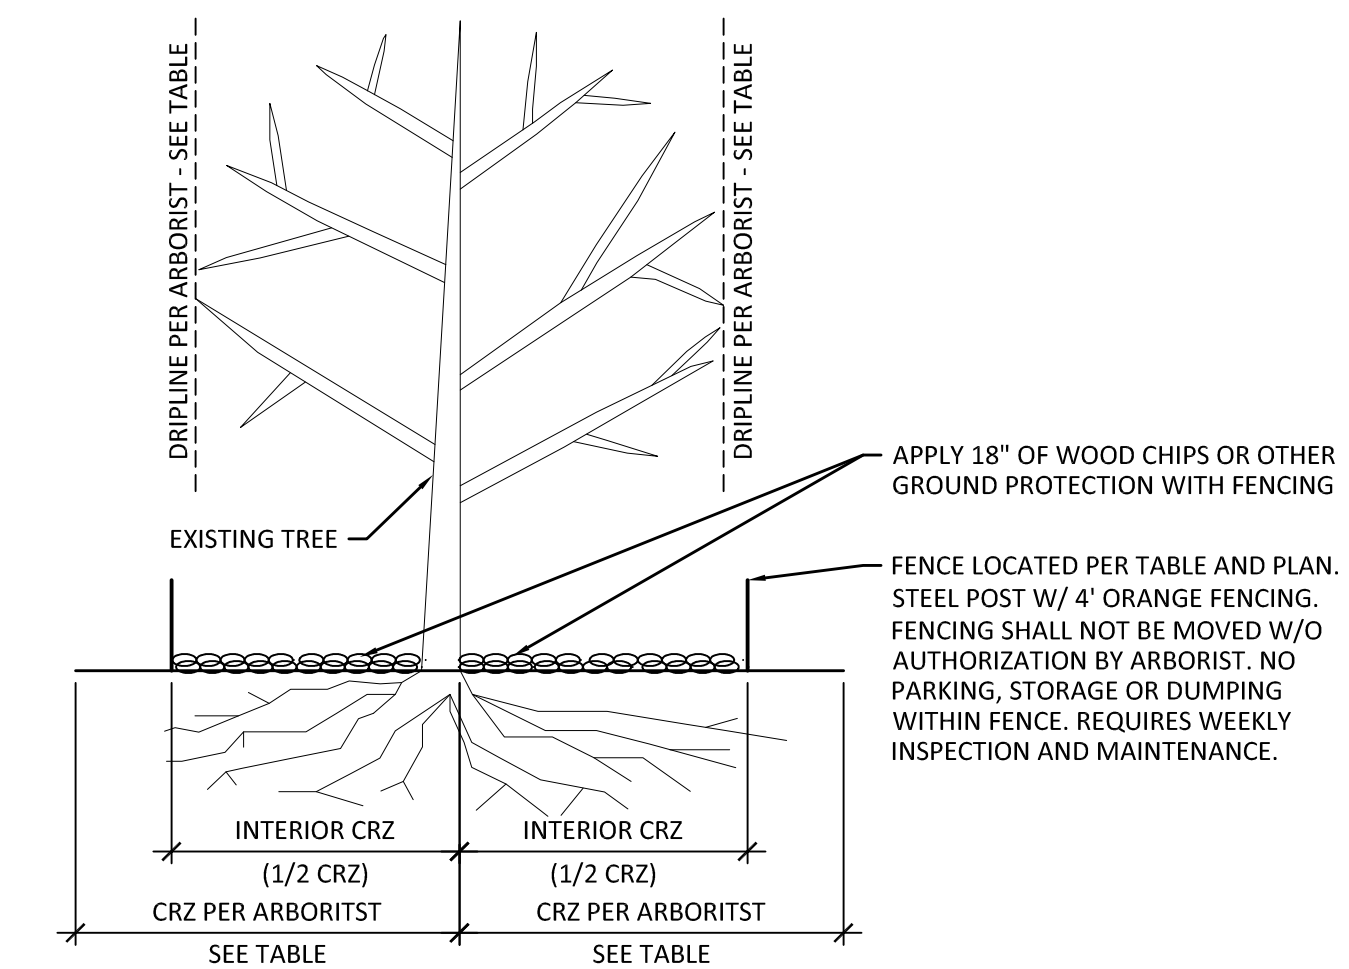 DRIPLINE PER ARBORIST - SEE TABLE
DRIPLINE PER ARBORIST - SEE TABLE
APPLY 18" OF WOOD CHIPS OR OTHER
GROUND PROTECTION WITH FENCING
EXISTING TREE
FENCE LOCATED PER TABLE AND PLAN.
STEEL POST W/ 4' ORANGE FENCING.
FENCING SHALL NOT BE MOVED W/O
AUTHORIZATION BY ARBORIST. NO
PARKING, STORAGE OR DUMPING
WITHIN FENCE. REQUIRES WEEKLY
INSPECTION AND MAINTENANCE.
INTERIOR CRZ
(1/2 CRZ)
INTERIOR CRZ
(1/2 CRZ)
CRZ PER ARBORITST
SEE TABLE
CRZ PER ARBORITST
SEE TABLE